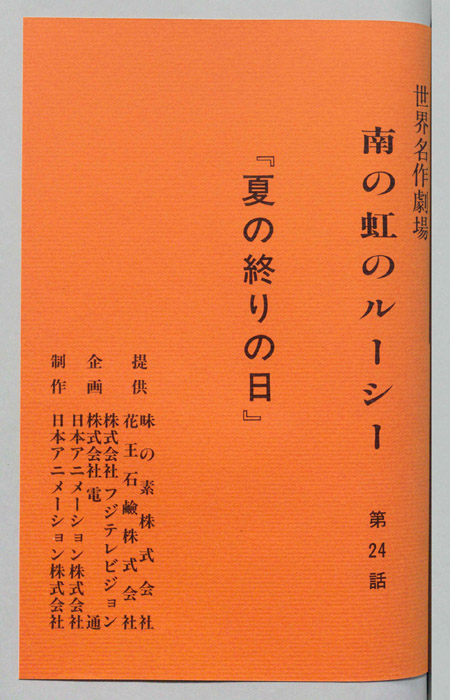 世界名作劇場
南の虹のルーシー 第24話
『夏の終りの日』
提供 味の素株式会社
花王石鹼株式会社
企画 株式会社フジテレビジョン
株式会社電通
日本アニメーション株式会社
制作 日本アニメーション株式会社